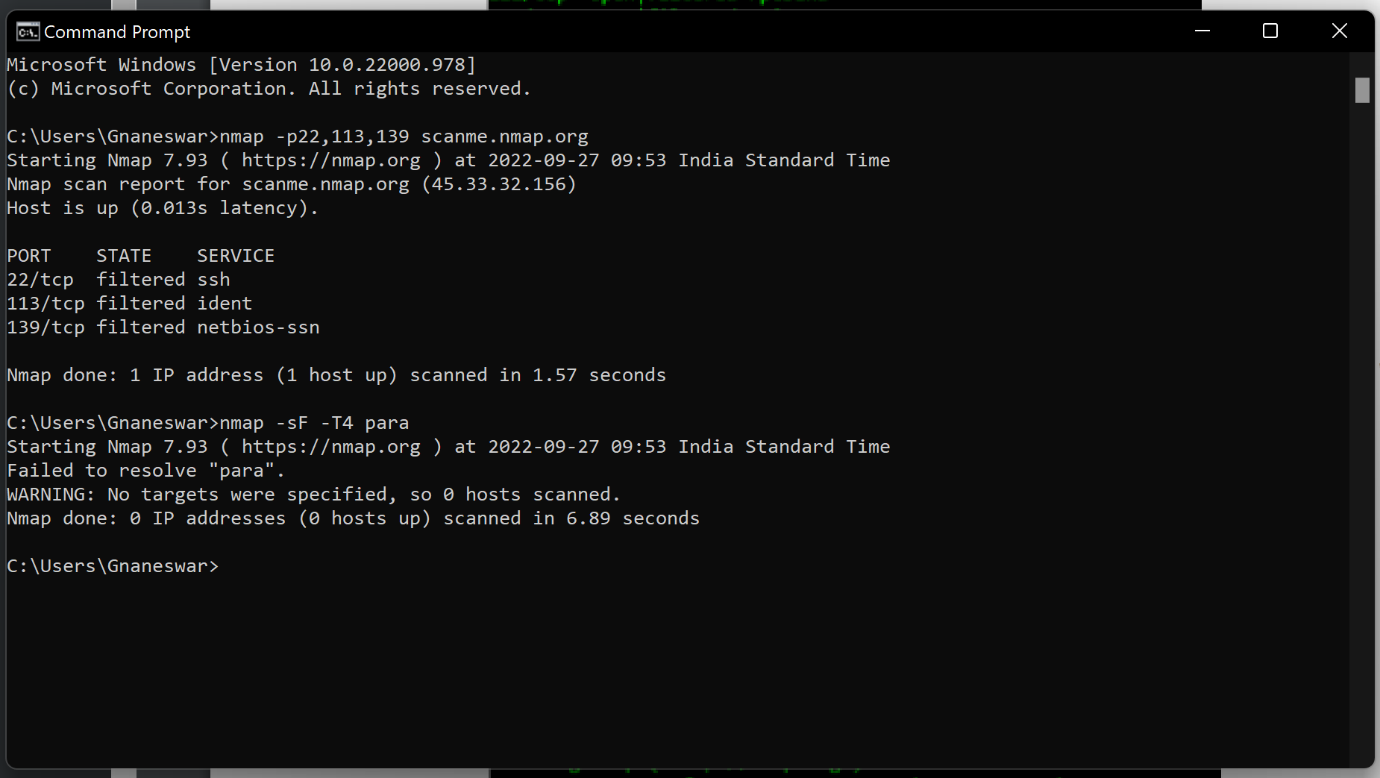 Command Prompt
Microsoft Windows [Version 10.0.22000.978]
(c) Microsoft Corporation. All rights reserved.
C:\Users\Gnaneswar>nmap -p22,113,139 scanme.nmap.org
Starting Nmap 7.93 ( https://nmap.org ) at 2022-09-27 09:53 India Standard Time
Nmap scan report for scanme.nmap.org (45.33.32.156)
Host is up (0.013s latency).
PORT    STATE    SERVICE
22/tcp  filtered ssh
113/tcp filtered ident
139/tcp filtered netbios-ssn
Nmap done: 1 IP address (1 host up) scanned in 1.57 seconds
C:\Users\Gnaneswar>nmap -sF -T4 para
Starting Nmap 7.93 ( https://nmap.org ) at 2022-09-27 09:53 India Standard Time
Failed to resolve "para".
WARNING: No targets were specified, so 0 hosts scanned.
Nmap done: 0 IP addresses (0 hosts up) scanned in 6.89 seconds
C:\Users\Gnaneswar>